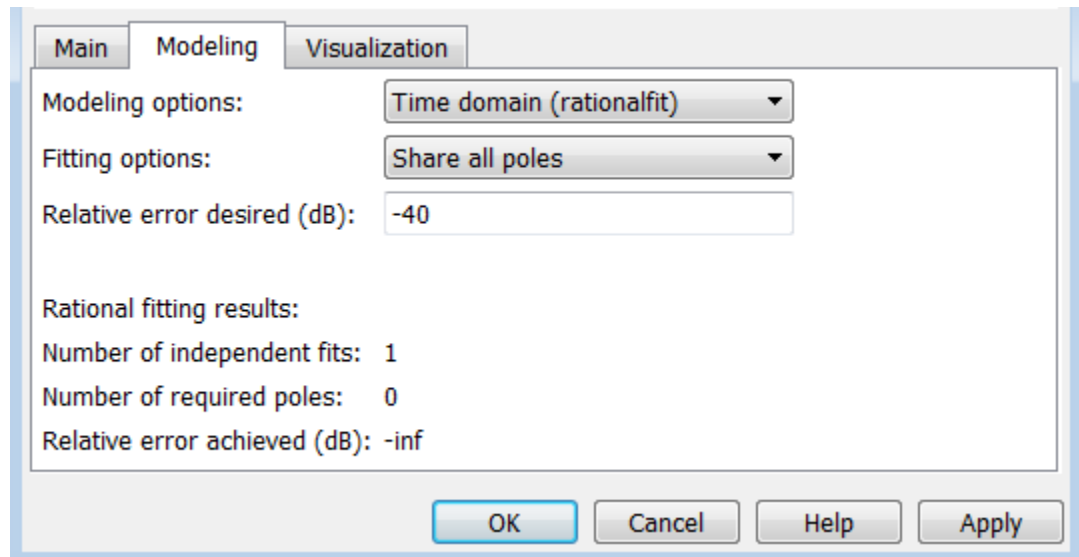 Main Modeling Visualization
Modeling options: Time domain (rationalfit)
Fitting options: Share all poles
Relative error desired (dB): -40
Rational fitting results:
Number of independent fits: 1
Number of required poles: 0
Relative error achieved (dB): -inf
OK Cancel Help Apply